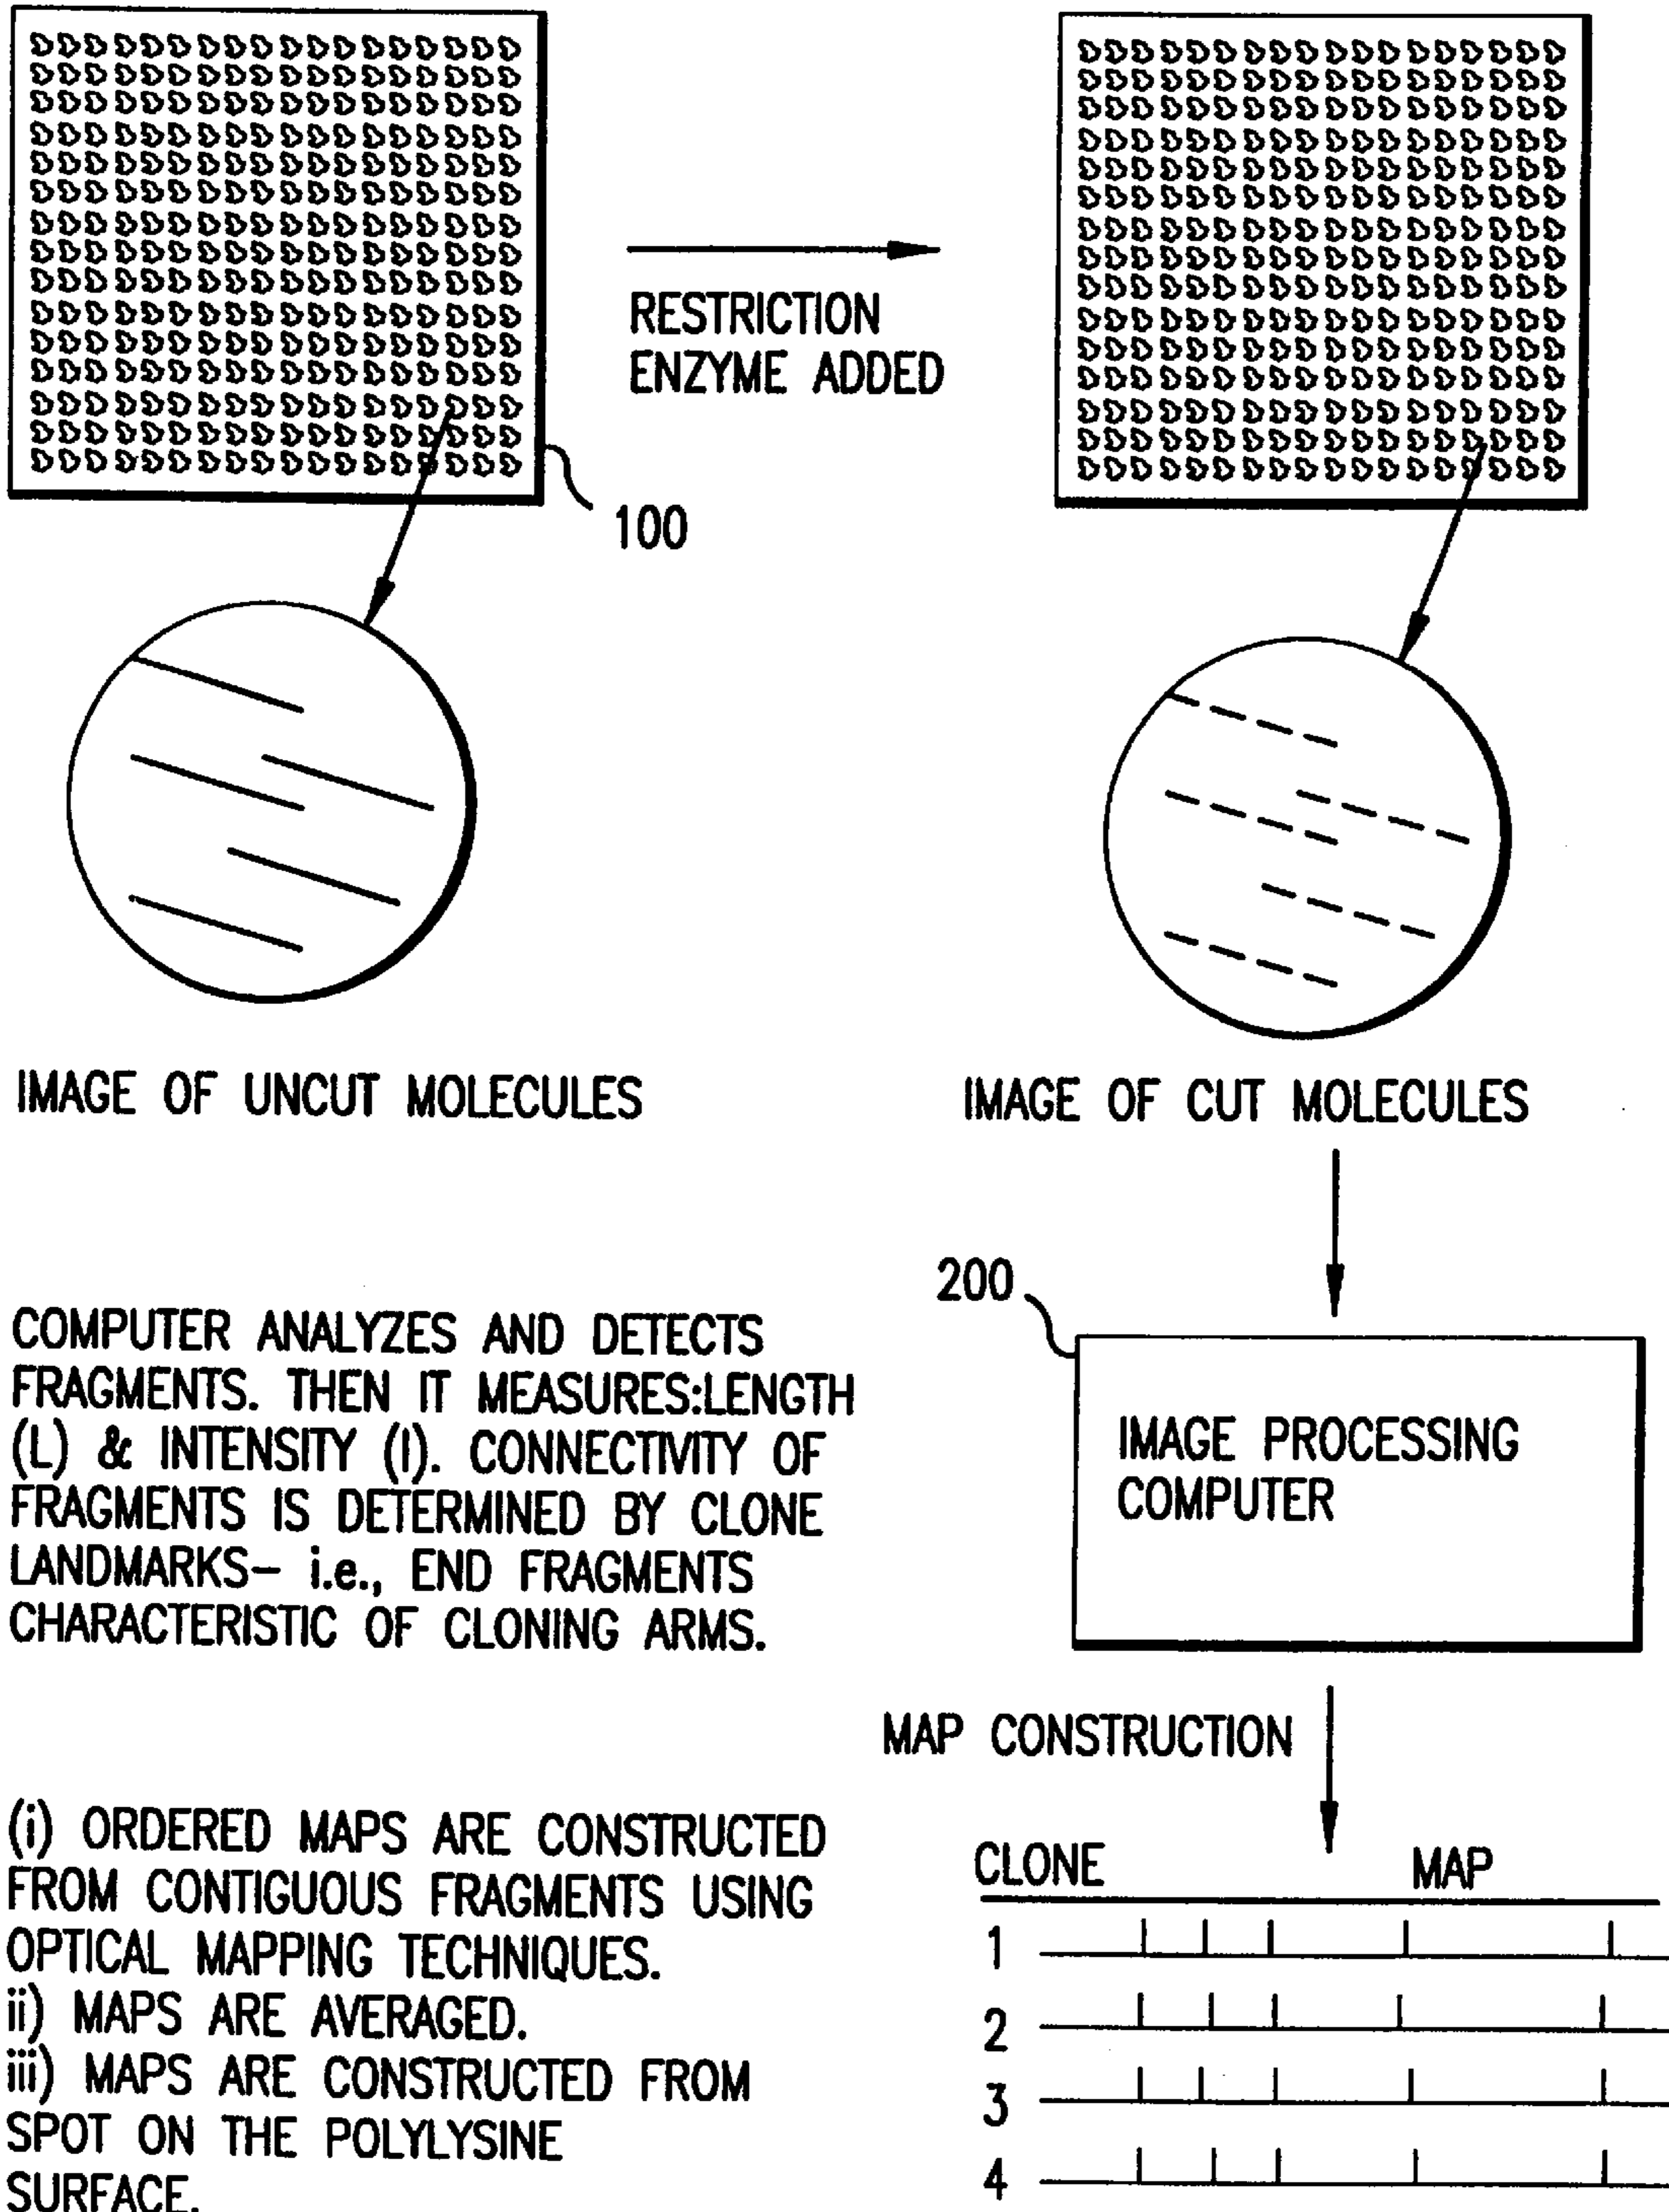 RESTRICTION
ENZYME ADDED
100
IMAGE OF UNCUT MOLECULES
IMAGE OF CUT MOLECULES
COMPUTER ANALYZES AND DETECTS
FRAGMENTS. THEN IT MEASURES:LENGTH
(L) & INTENSITY (I). CONNECTIVITY OF
FRAGMENTS IS DETERMINED BY CLONE
LANDMARKS– i.e., END FRAGMENTS
CHARACTERISTIC OF CLONING ARMS.
200
IMAGE PROCESSING
COMPUTER
MAP CONSTRUCTION
(i) ORDERED MAPS ARE CONSTRUCTED
FROM CONTIGUOUS FRAGMENTS USING
OPTICAL MAPPING TECHNIQUES.
ii) MAPS ARE AVERAGED.
iii) MAPS ARE CONSTRUCTED FROM
SPOT ON THE POLYLYSINE
SURFACE.
CLONE MAP
1
2
3
4